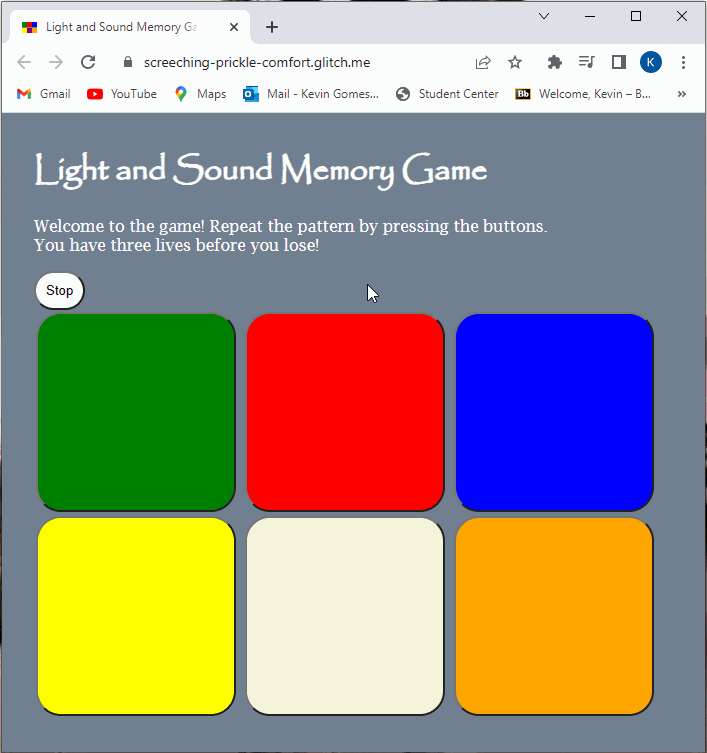 Light and Sound Memory Ga
screeching-prickle-comfort.glitch.me
K
Gmail
YouTube
Maps
Mail - Kevin Gomes...
Student Center
Bb
Welcome, Kevin – B...
Light and Sound Memory Game
Welcome to the game! Repeat the pattern by pressing the buttons.
You have three lives before you lose!
Stop